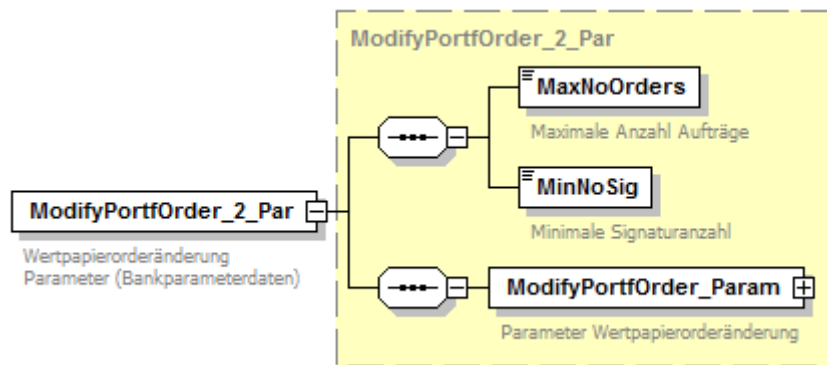 ModifyPortfOrder_2_Par
MaxNoOrders
Maximale Anzahl Aufträge
MinNoSig
Minimale Signaturanzahl
ModifyPortfOrder_2_Par
Wertpapierorderänderung
Parameter (Bankparameterdaten)
ModifyPortfOrder_Param
Parameter Wertpapierorderänderung